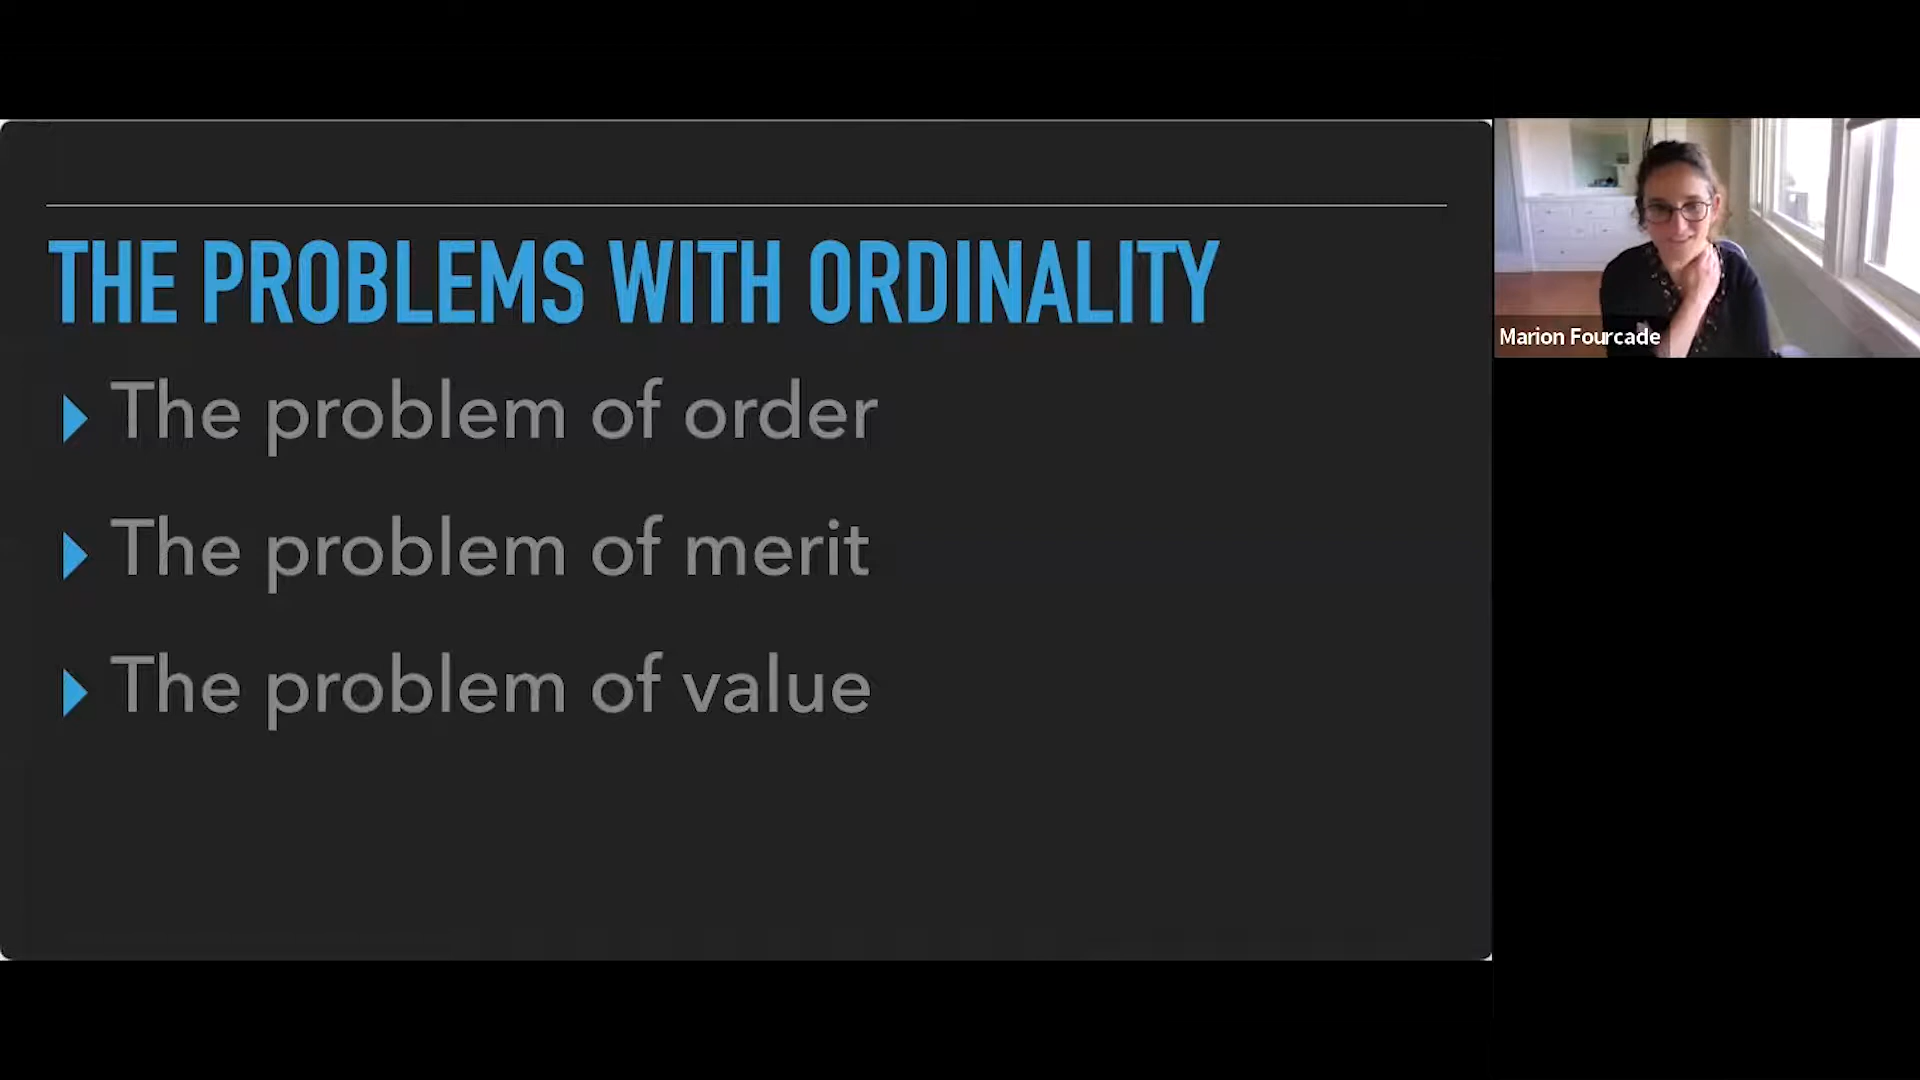 THE PROBLEMS WITH ORDINALITY
The problem of order
The problem of merit
The problem of value
Marion Fourcade